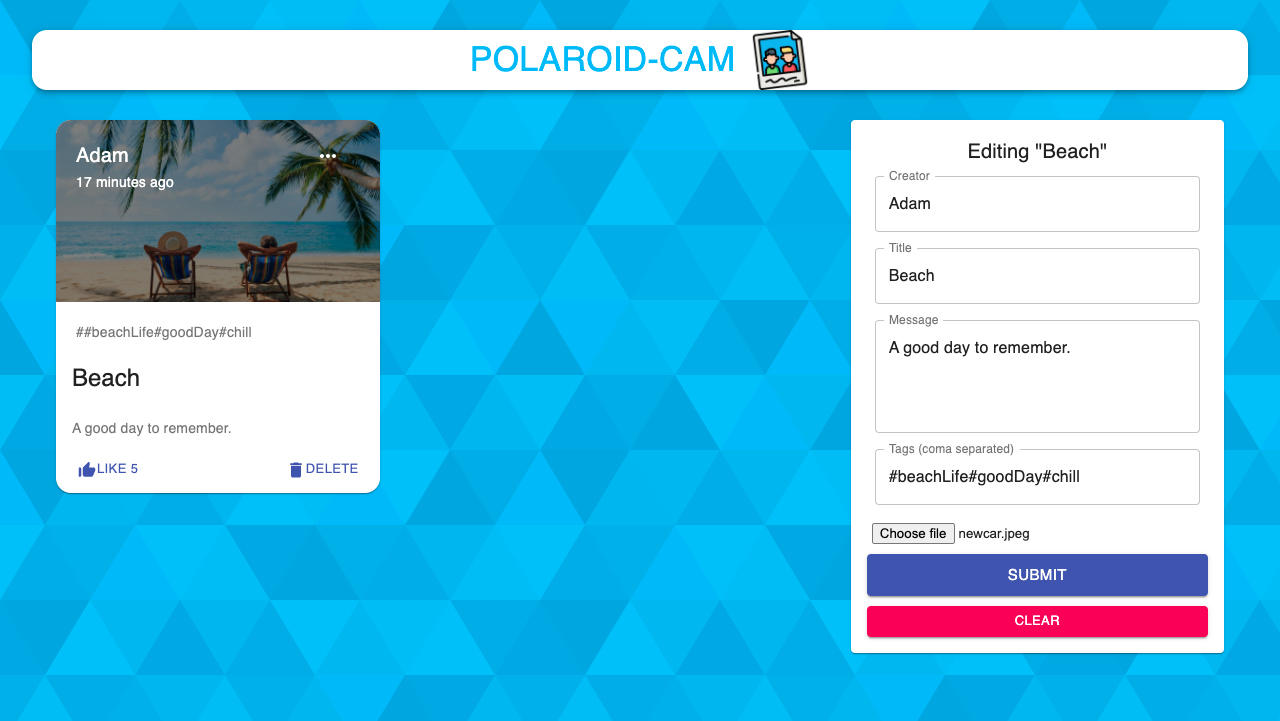 POLAROID-CAM
Adam
17 minutes ago
##beachLife#goodDay#chill
Beach
A good day to remember.
LIKE 5
DELETE
Editing "Beach"
Creator
Adam
Title
Beach
Message
A good day to remember.
Tags (coma separated)
#beachLife#goodDay#chill
Choose file newcar.jpeg
SUBMIT
CLEAR